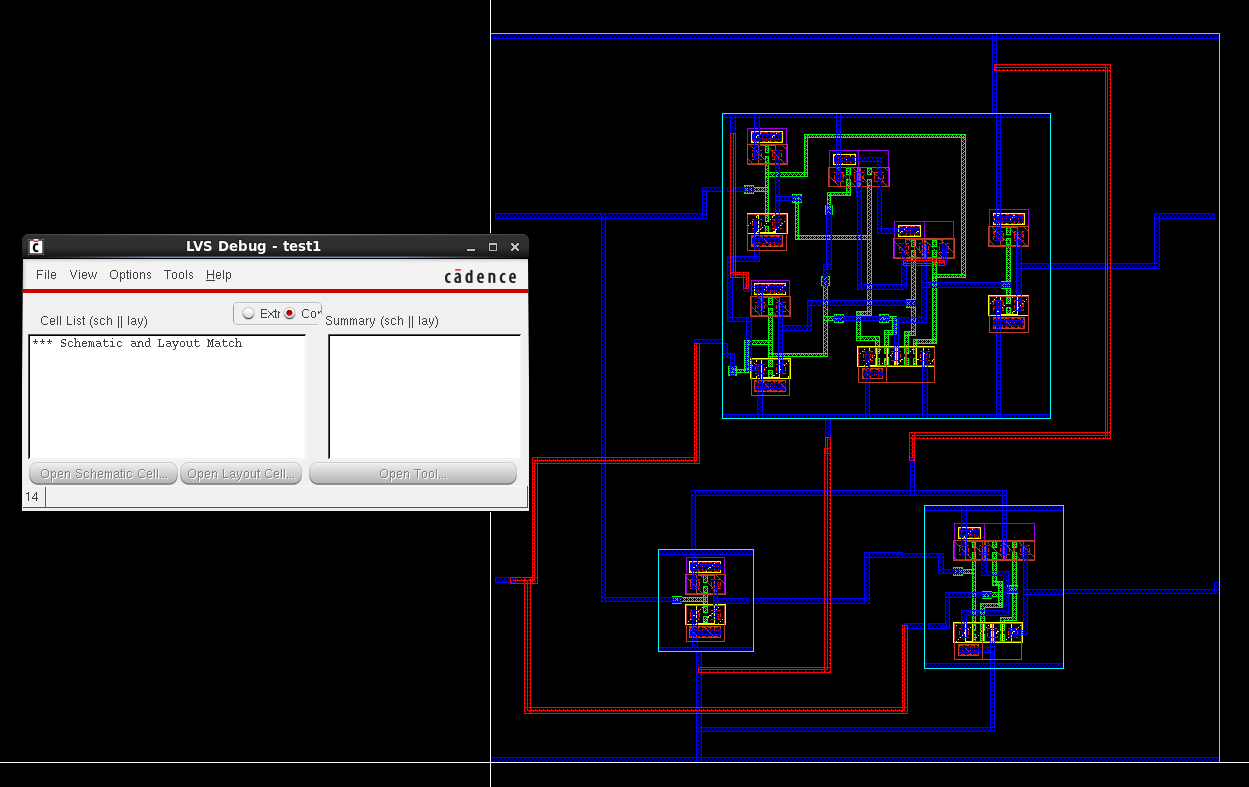 LVS Debug - test1
File View Options Tools Help
cādence
Extr Cor
Cell List (sch || lay) Summary (sch || lay)
*** Schematic and Layout Match
Open Schematic Cell... Open Layout Cell... Open Tool...
14